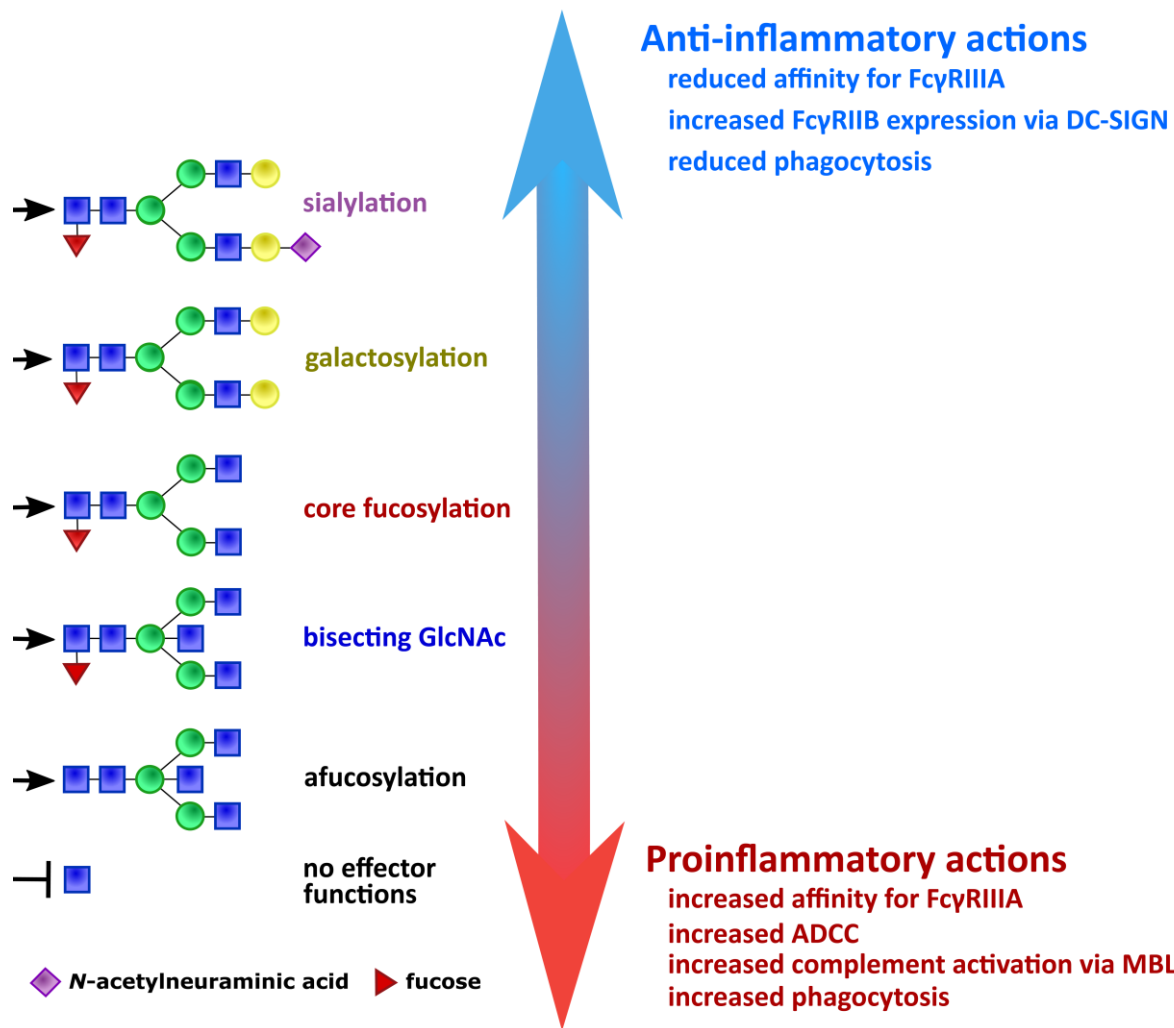 Anti-inflammatory actions
reduced affinity for FcγRIIIA
increased FcγRIIB expression via DC-SIGN
reduced phagocytosis
sialylation
galactosylation
core fucosylation
bisecting GlcNAc
afucosylation
no effector
functions
Proinflammatory actions
increased affinity for FcγRIIIA
increased ADCC
increased complement activation via MBL
increased phagocytosis
N-acetylneuraminic acid
fucose